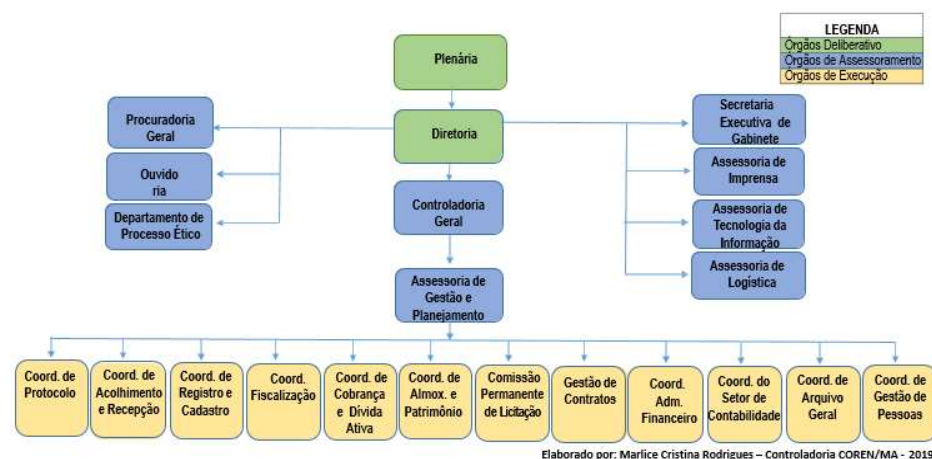 LEGENDA
Órgãos Deliberativo
Órgãos de Assessoramento
Órgãos de Execução
Plenária
Procuradoria
Geral
Diretoria
Secretaria
Executiva de
Gabinete
Ouvido
ria
Assessoria de
Imprensa
Departamento de
Processo Ético
Controladoria
Geral
Assessoria de
Tecnologia da
Informação
Assessoria de
Logística
Assessoria de
Gestão e
Planejamento
Coord. de
Protocolo
Coord. de
Acolhimento
e Recepção
Coord. de
Registro e
Cadastro
Coord.
Fiscalização
Coord. de
Cobrança
e Dívida
Ativa
Coord. de
Almox. e
Patrimônio
Comissão
Permanente
de Licitação
Gestão de
Contratos
Coord.
Adm.
Financeiro
Coord. do
Setor de
Contabilidade
Coord. de
Arquivo
Geral
Coord. de
Gestão de
Pessoas
Elaborado por: Marlice Cristina Rodrigues – Controladoria COREN/MA - 2019